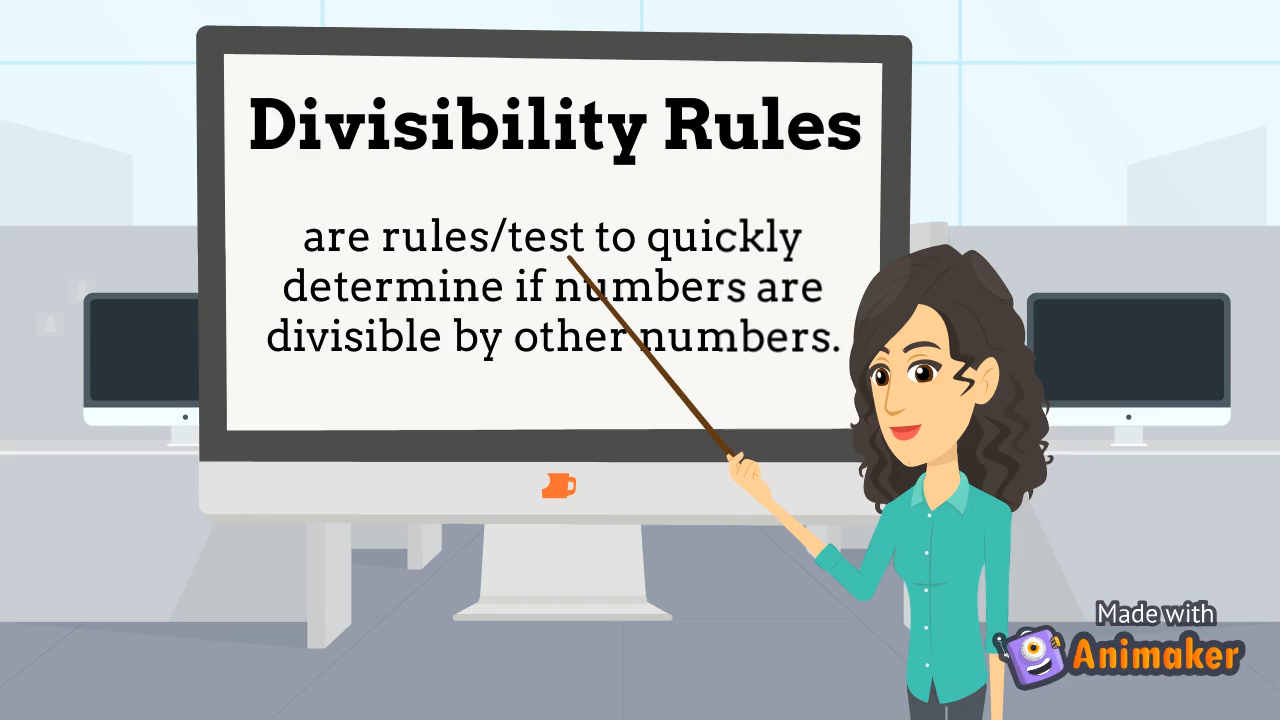 Divisibility Rules
are rules/test to quickly
determine if numbers are
divisible by other numbers.
Made with
Animaker